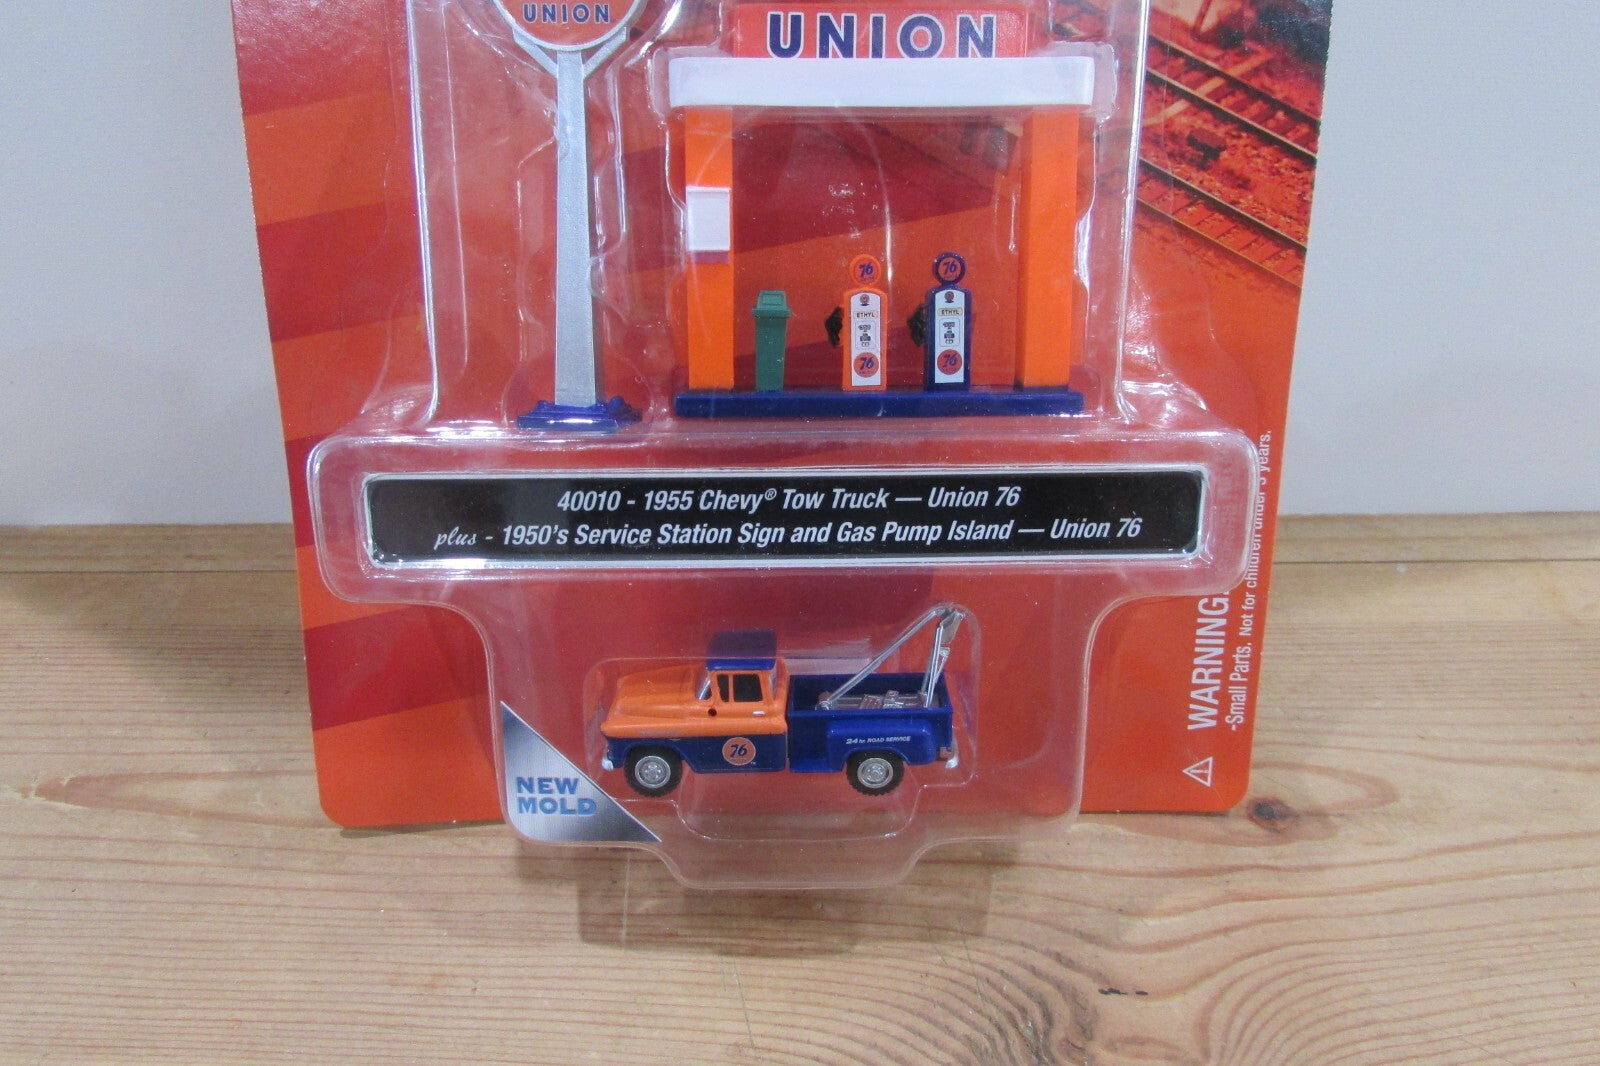 UNION
UNION
76
76
ETHYL
ETHYL
76
76
40010 - 1955 Chevy® Tow Truck — Union 76
plus - 1950's Service Station Sign and Gas Pump Island — Union 76
WARNING:
-Small Parts. Not for children under 3 years.
76
24 hr. ROAD SERVICE
NEW
MOLD